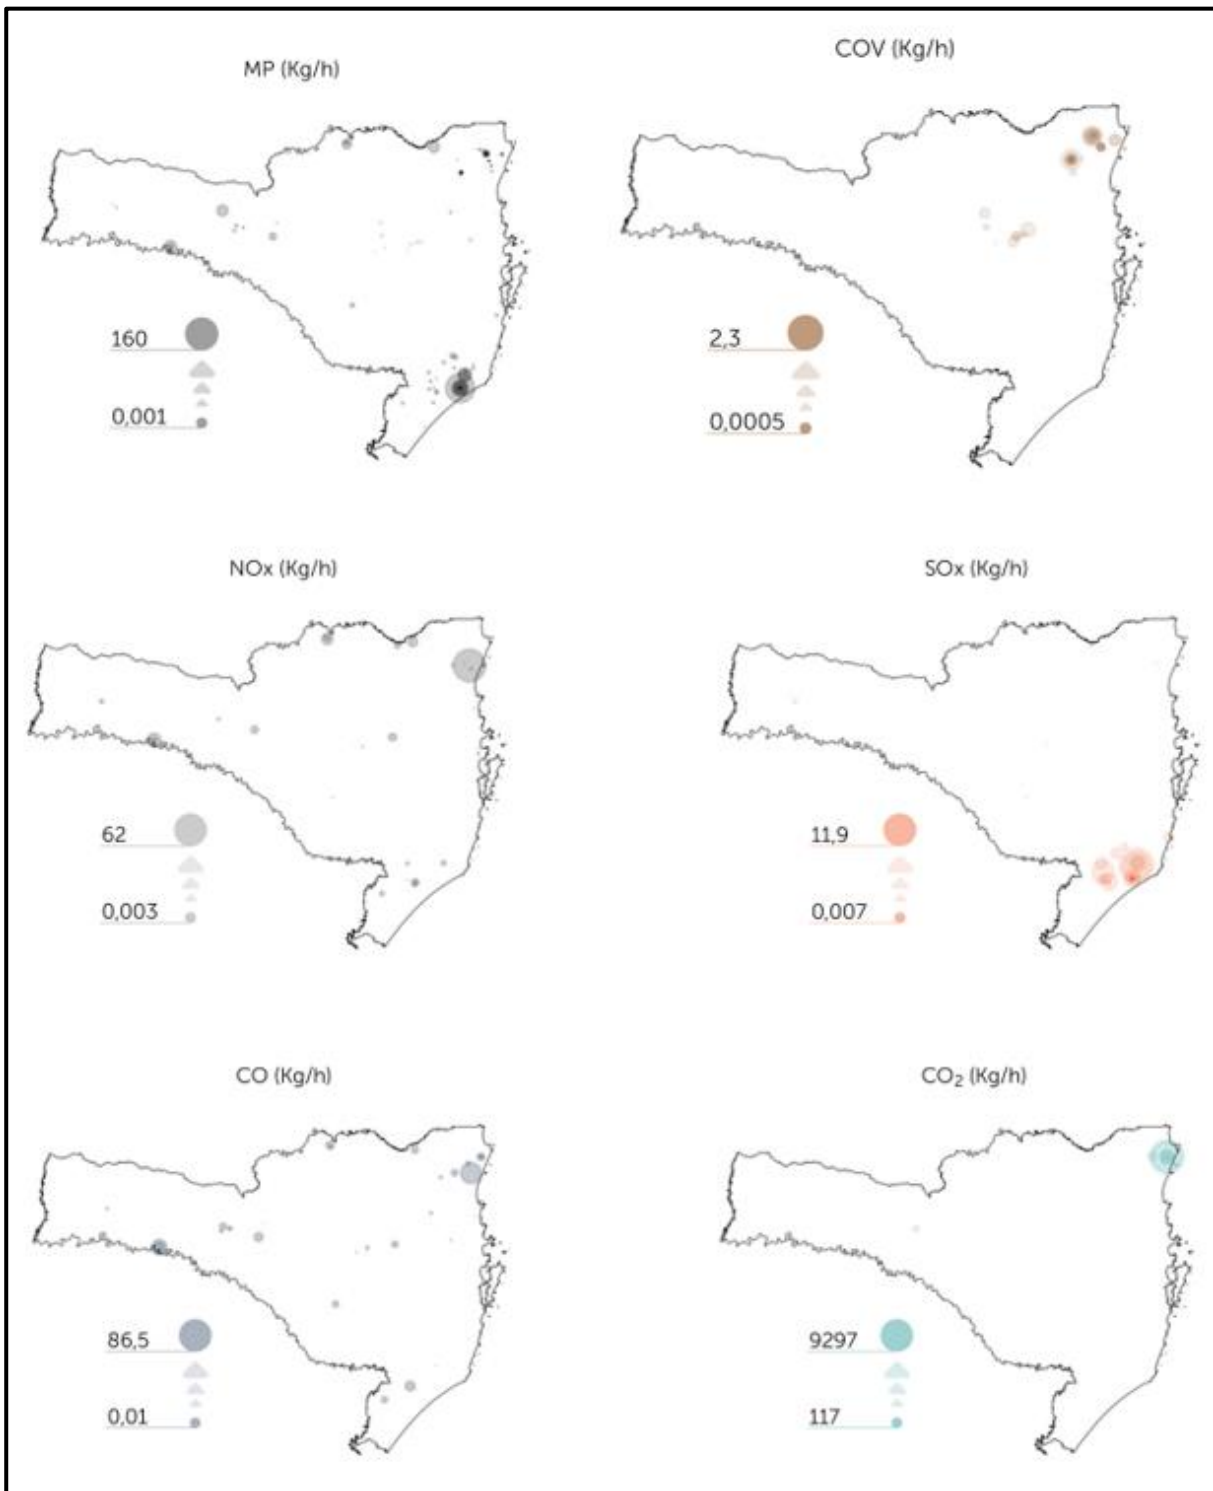 MP (Kg/h)
COV (Kg/h)
160
0,001
2,3
0,0005
NOx (Kg/h)
SOx (Kg/h)
62
0,003
11,9
0,007
CO (Kg/h)
CO₂ (Kg/h)
86,5
0,01
9297
117